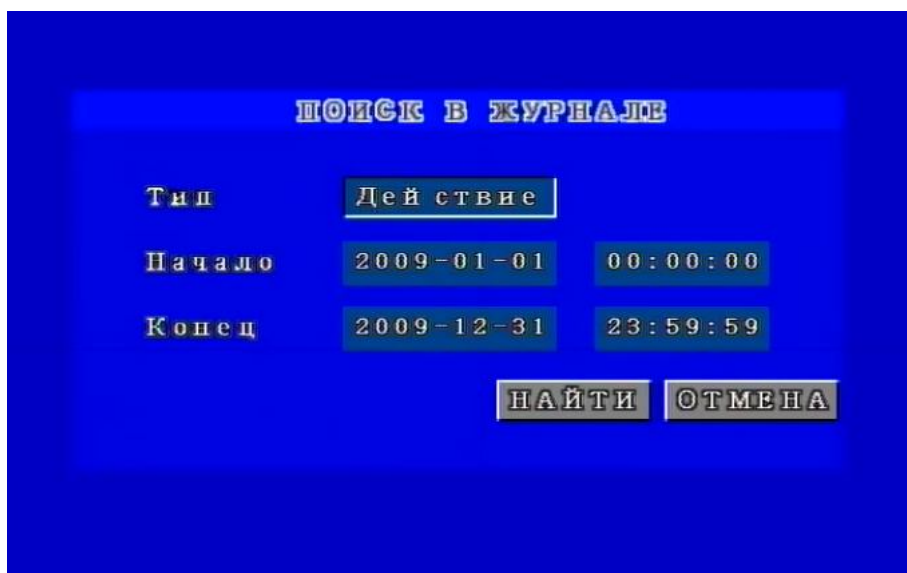 ПОИСК В ЖУРНАЛЕ
Тип Действие
Начало 2009-01-01 00:00:00
Конец 2009-12-31 23:59:59
НАЙТИ ОТМЕНА